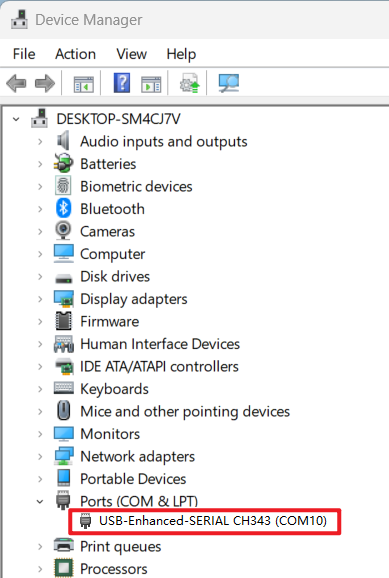 Device Manager
File Action View Help
DESKTOP-SM4CJ7V
Audio inputs and outputs
Batteries
Biometric devices
Bluetooth
Cameras
Computer
Disk drives
Display adapters
Firmware
Human Interface Devices
IDE ATA/ATAPI controllers
Keyboards
Mice and other pointing devices
Monitors
Network adapters
Portable Devices
Ports (COM & LPT)
USB-Enhanced-SERIAL CH343 (COM10)
Print queues
Processors